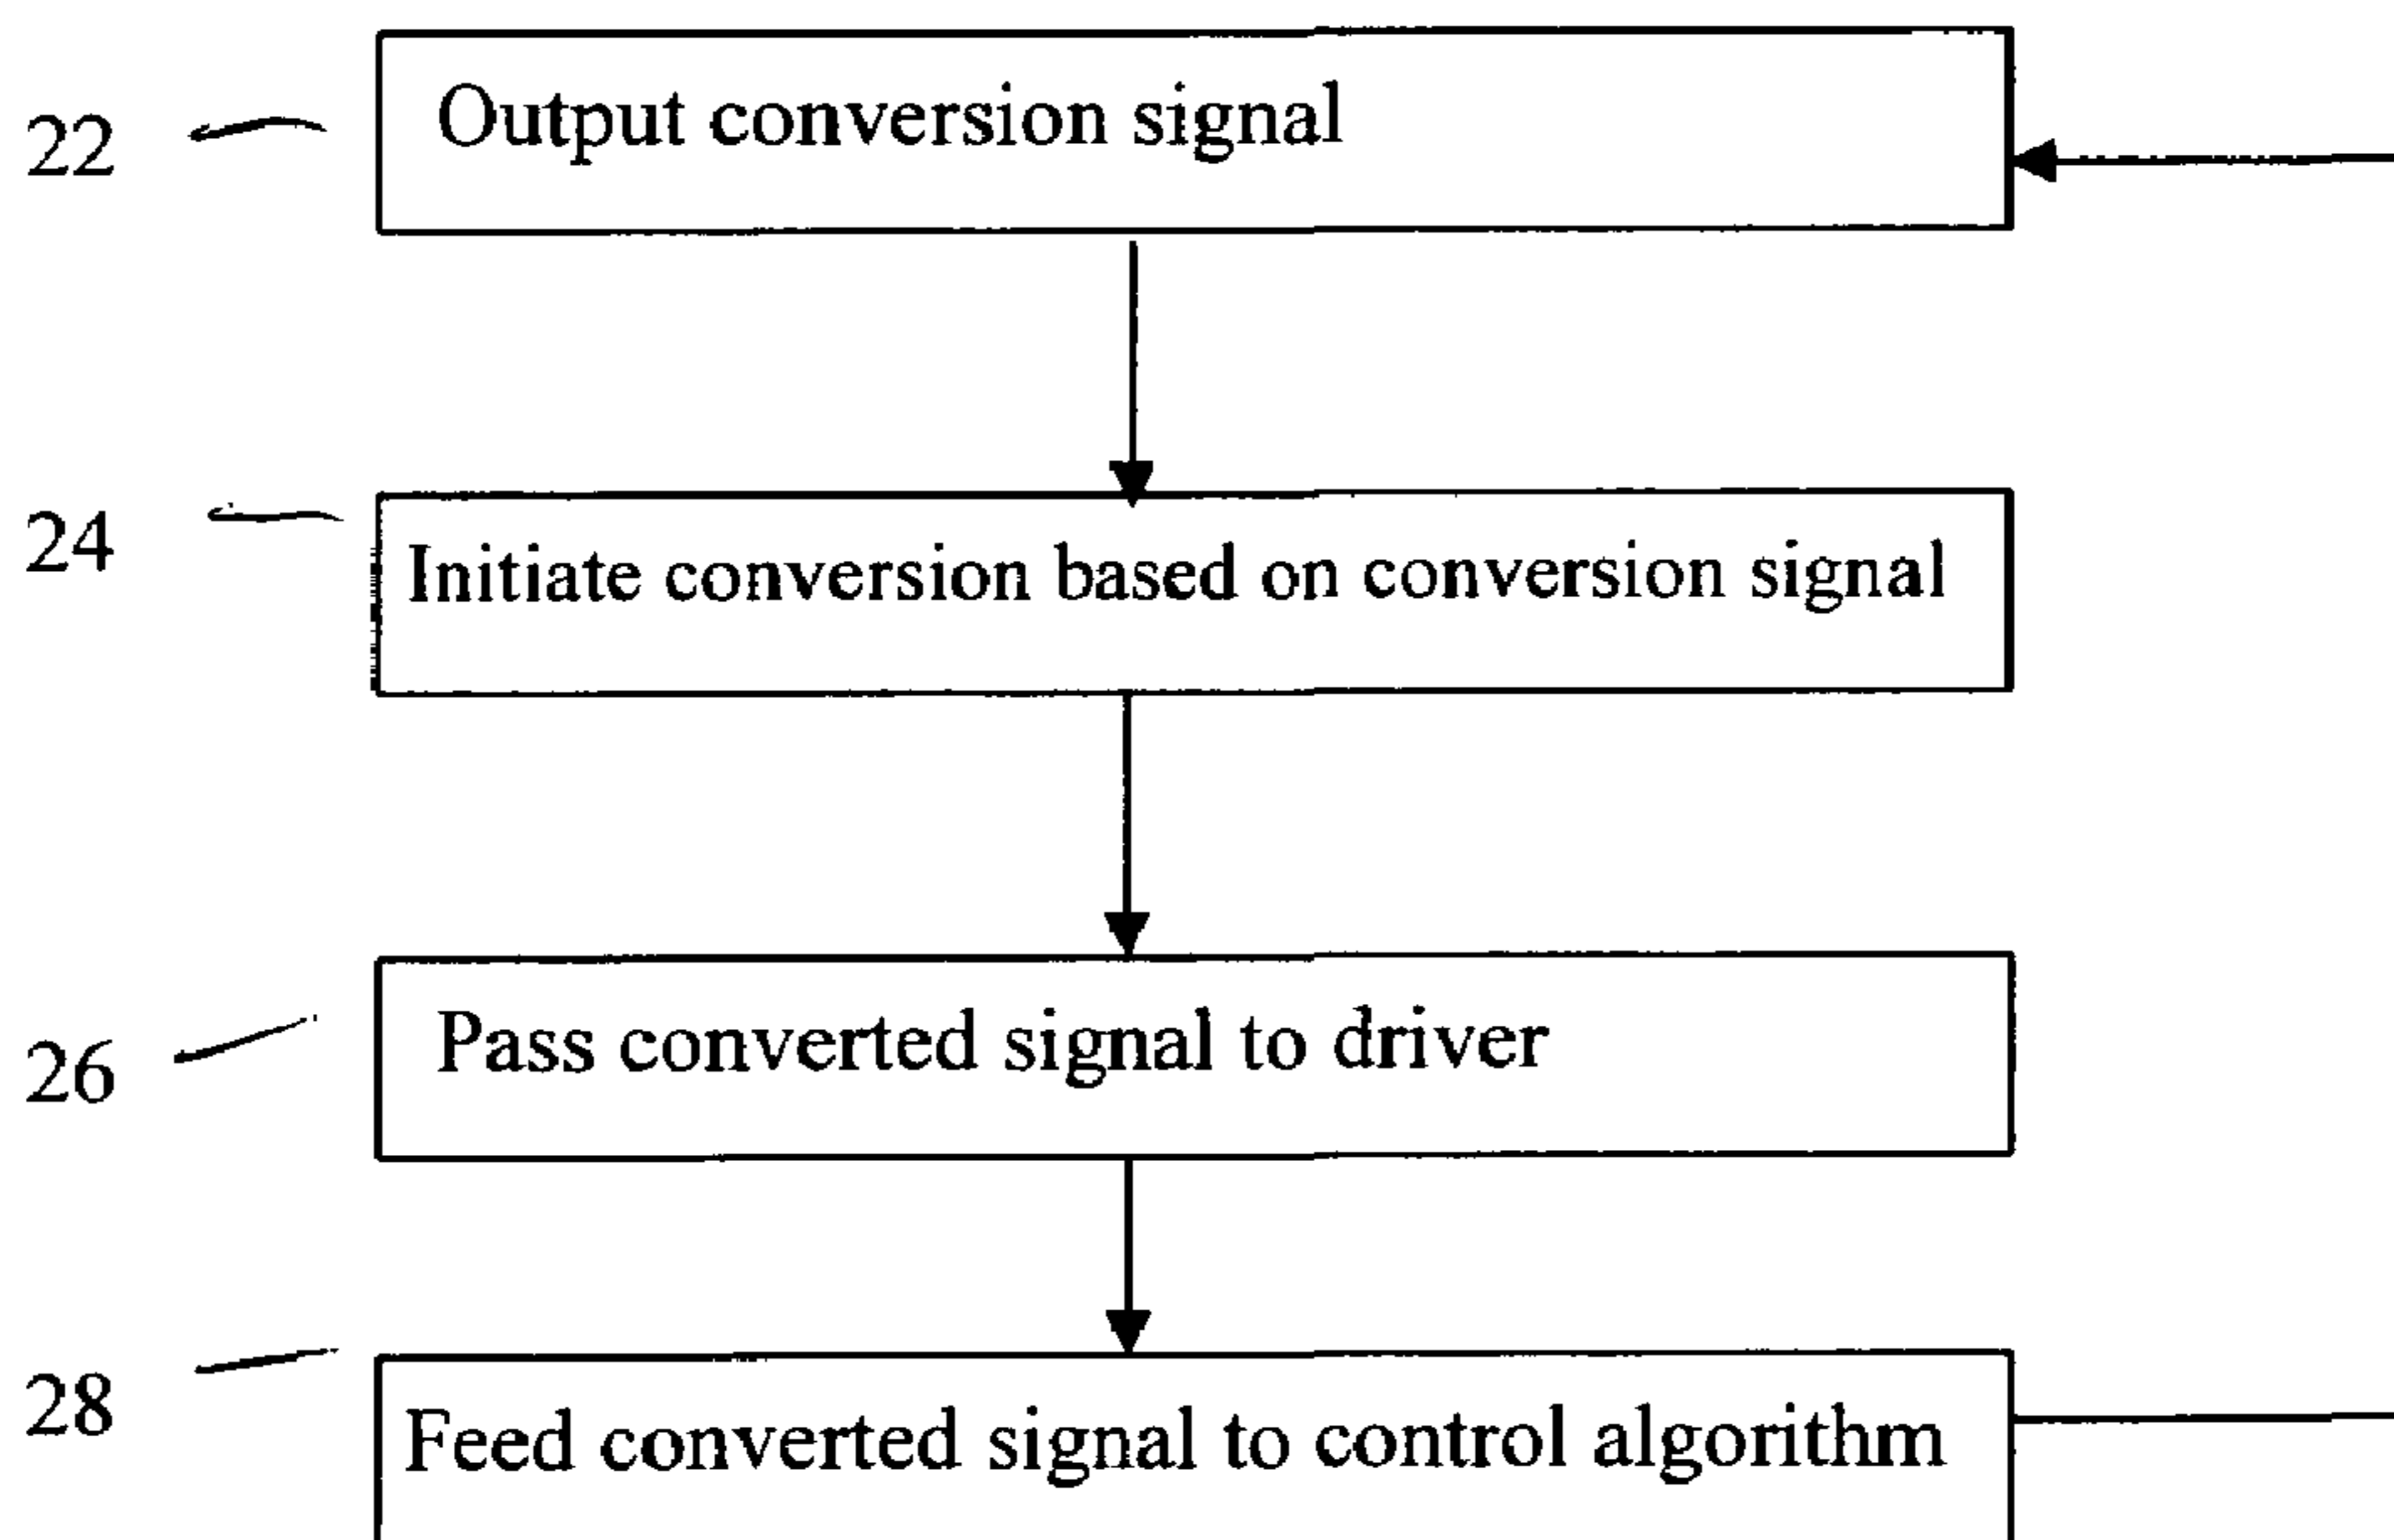 22
Output conversion signal
24
Initiate conversion based on conversion signal
26
Pass converted signal to driver
28
Feed converted signal to control algorithm